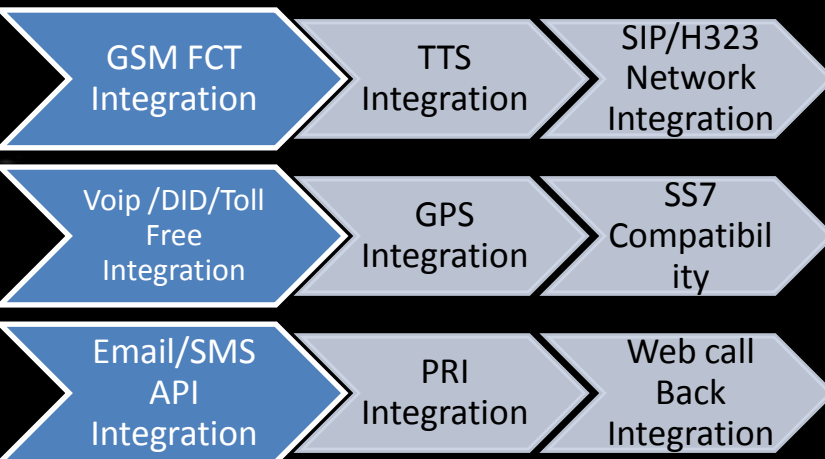 GSM FCT
Integration
TTS
Integration
SIP/H323
Network
Integration
Voip /DID/Toll
Free
Integration
GPS
Integration
SS7
Compatibil
ity
Email/SMS
API
Integration
PRI
Integration
Web call
Back
Integration